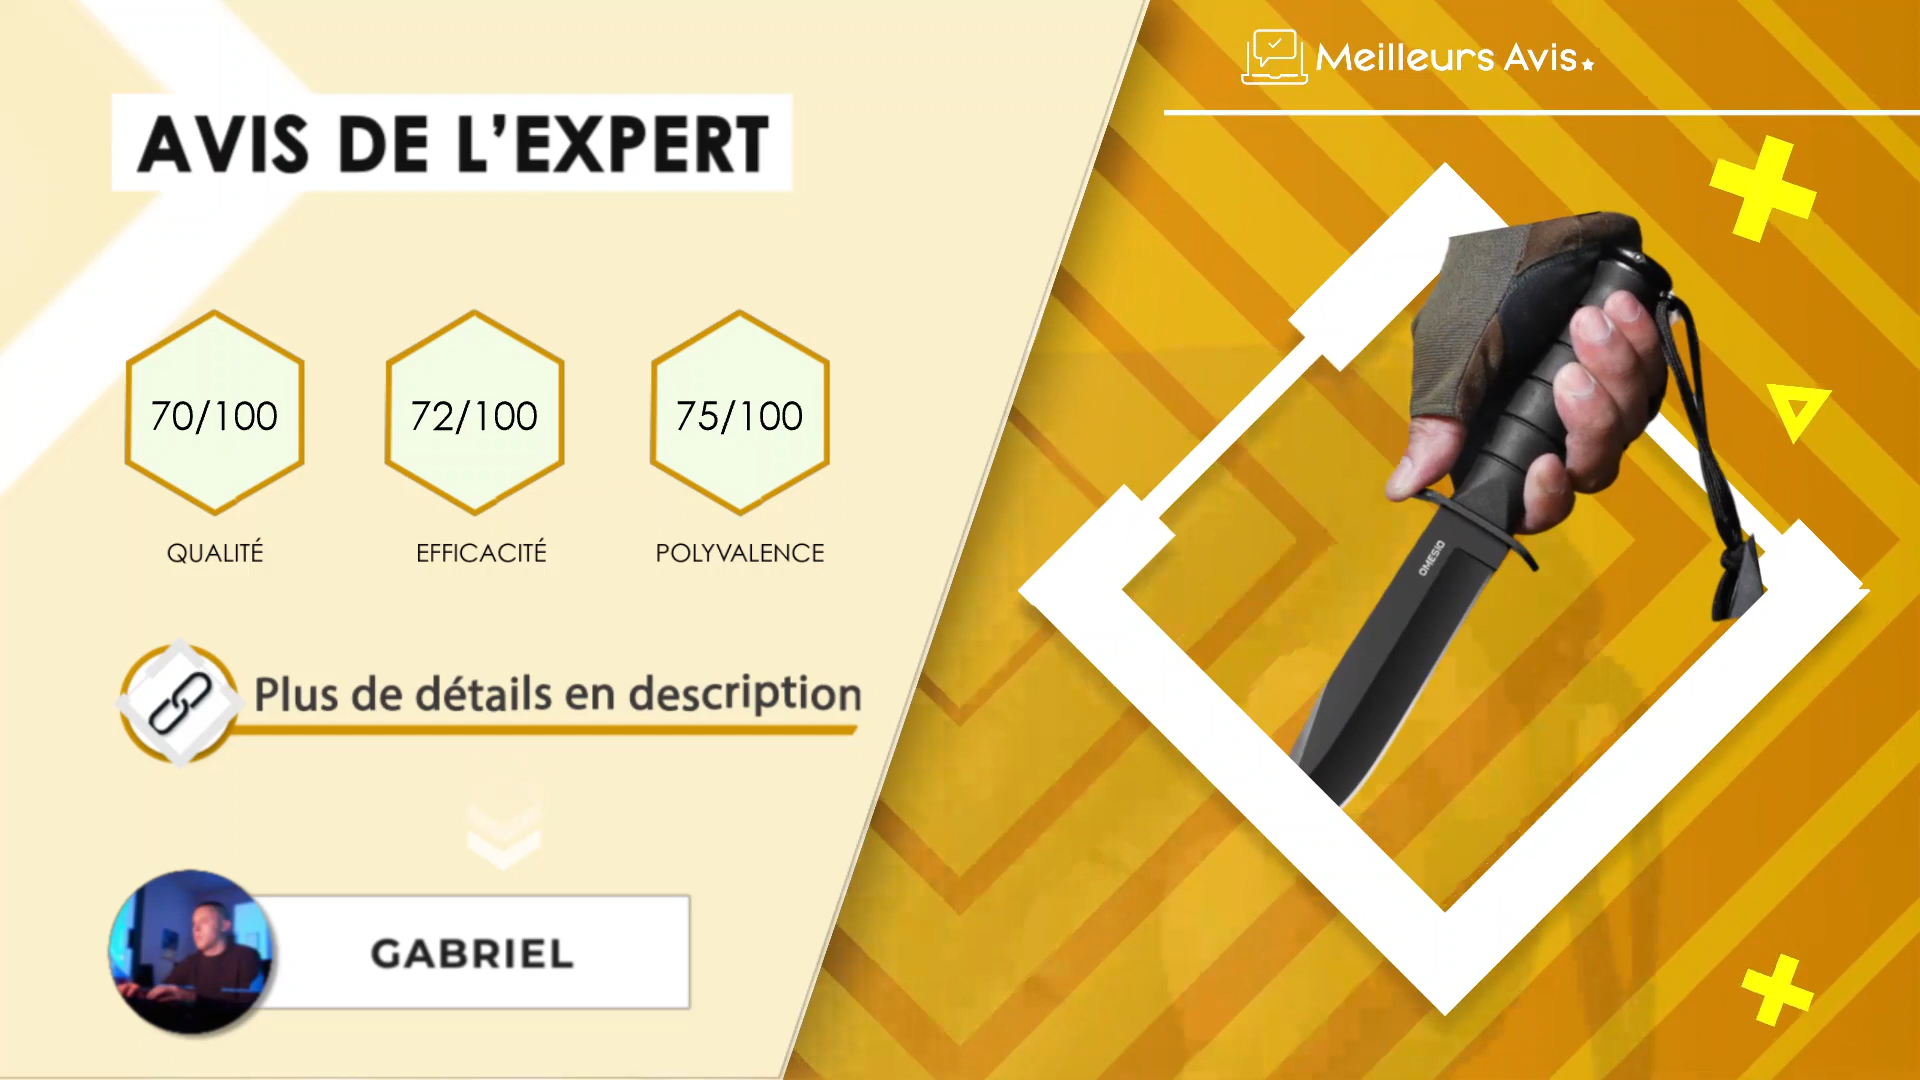 Meilleurs Avis
AVIS DE L’EXPERT
70/100
72/100
75/100
QUALITÉ
EFFICACITÉ
POLYVALENCE
OMESIO
Plus de détails en description
GABRIEL